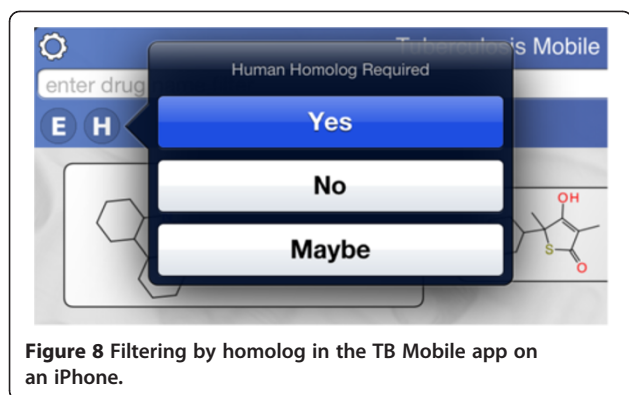 Tuberculosis Mobile
Human Homolog Required
enter drug
E H
Yes
No
Maybe
OH
S
O
Figure 8 Filtering by homolog in the TB Mobile app on
an iPhone.